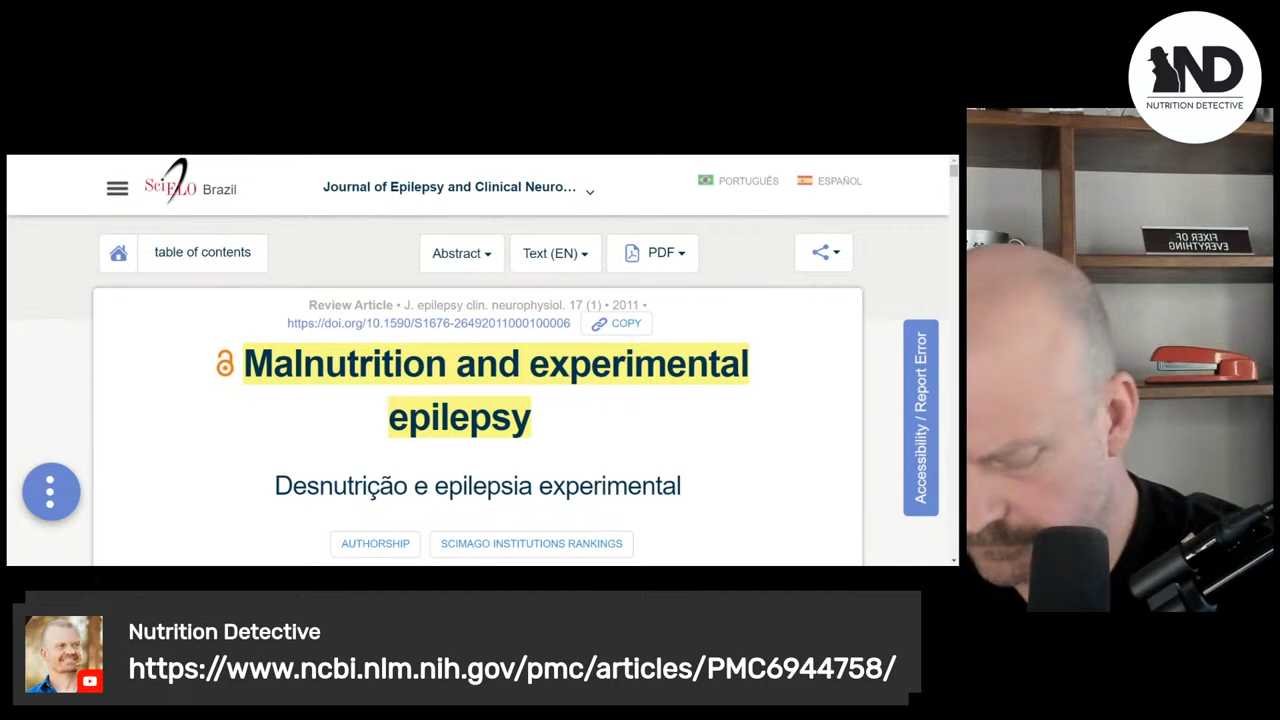 ND
NUTRITION DETECTIVE
SciELO Brazil
Journal of Epilepsy and Clinical Neuro...
PORTUGUÊS
ESPAÑOL
table of contents
Abstract
Text (EN)
PDF
FIXER OF
EVERYTHING
Review Article • J. epilepsy clin. neurophysiol. 17 (1) • 2011 •
https://doi.org/10.1590/S1676-26492011000100006
COPY
Malnutrition and experimental
epilepsy
Desnutrição e epilepsia experimental
AUTHORSHIP
SCIMAGO INSTITUTIONS RANKINGS
Accessibility / Report Error
Nutrition Detective
https://www.ncbi.nlm.nih.gov/pmc/articles/PMC6944758/